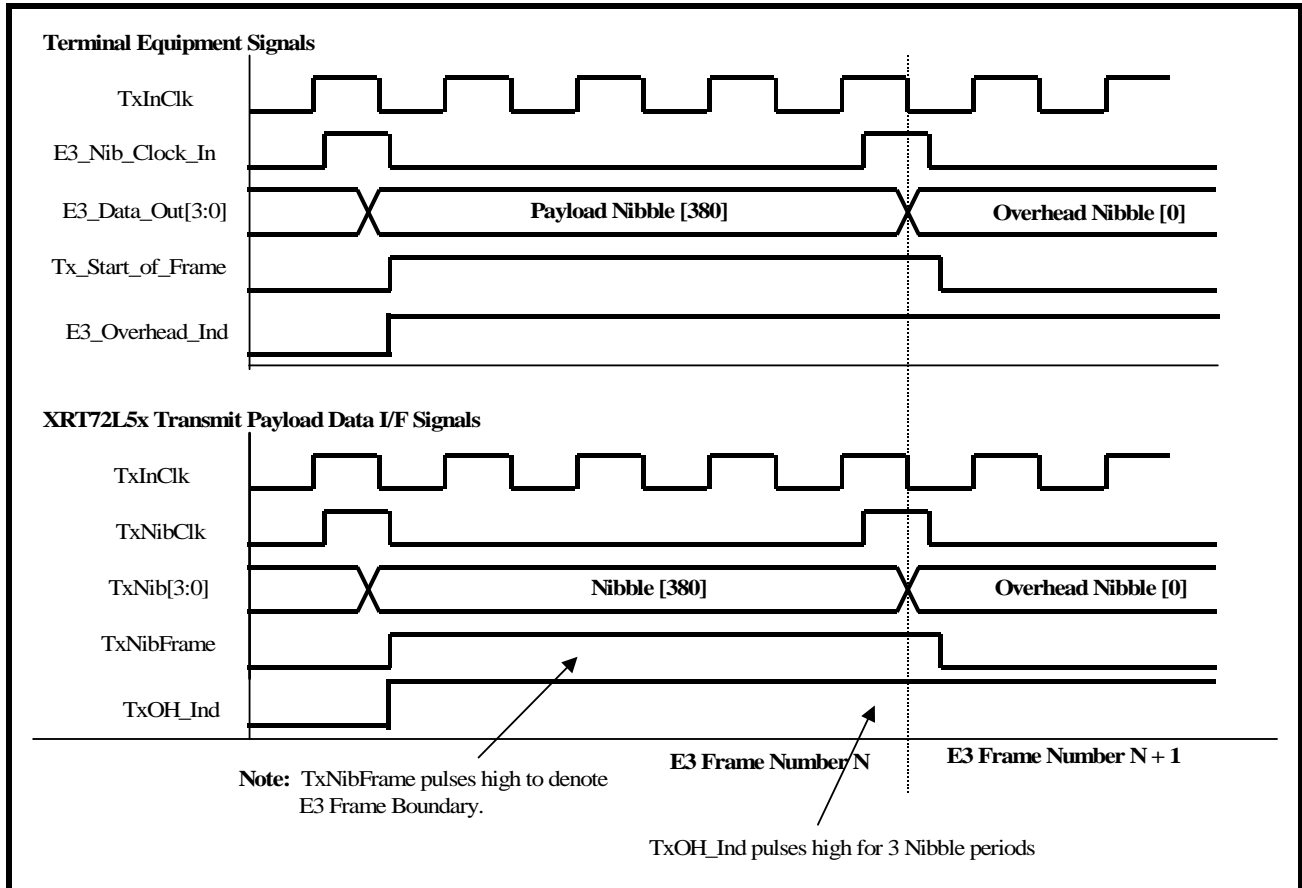 Terminal Equipment Signals
TxInClk
E3_Nib_Clock_In
E3_Data_Out[3:0]
Payload Nibble [380]
Overhead Nibble [0]
Tx_Start_of_Frame
E3_Overhead_Ind
XRT72L5x Transmit Payload Data I/F Signals
TxInClk
TxNibClk
TxNib[3:0]
Nibble [380]
Overhead Nibble [0]
TxNibFrame
TxOH_Ind
E3 Frame Number N
E3 Frame Number N + 1
Note: TxNibFrame pulses high to denote
E3 Frame Boundary.
TxOH_Ind pulses high for 3 Nibble periods